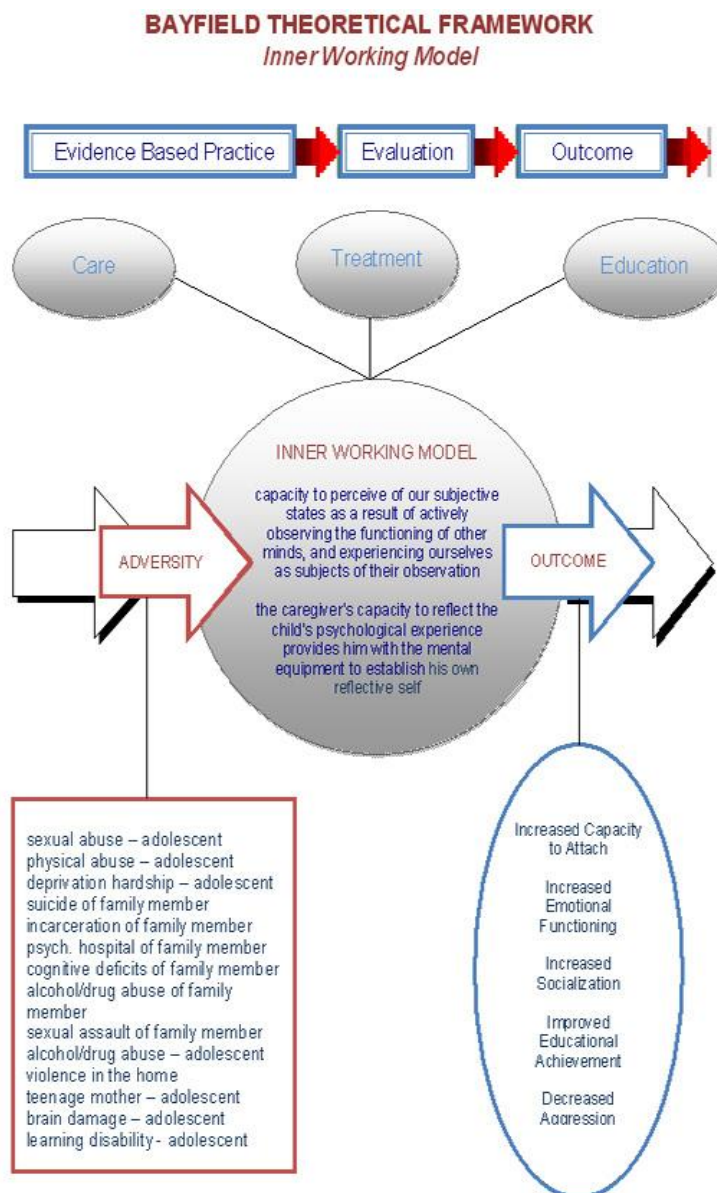 BAYFIELD THEORETICAL FRAMEWORK
Inner Working Model
Evidence Based Practice
Evaluation
Outcome
Care
Treatment
Education
INNER WORKING MODEL
capacity to perceive of our subjective
states as a result of actively
observing the functioning of other
minds, and experiencing ourselves
as subjects of their observation
the caregiver's capacity to reflect the
child's psychological experience
provides him with the mental
equipment to establish his own
reflective self
ADVERSITY
OUTCOME
sexual abuse – adolescent
physical abuse – adolescent
deprivation hardship – adolescent
suicide of family member
incarceration of family member
psych. hospital of family member
cognitive deficits of family member
alcohol/drug abuse of family
member
sexual assault of family member
alcohol/drug abuse – adolescent
violence in the home
teenage mother – adolescent
brain damage – adolescent
learning disability - adolescent
Increased Capacity
to Attach
Increased
Emotional
Functioning
Increased
Socialization
Improved
Educational
Achievement
Decreased
Aggression